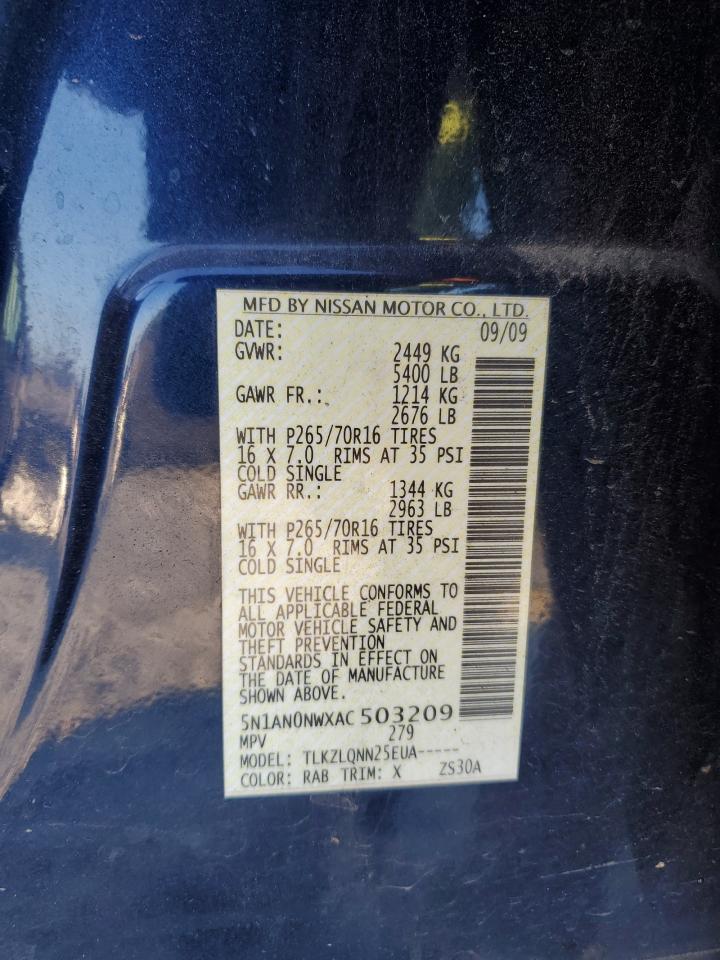 MFD BY NISSAN MOTOR CO., LTD.
DATE: 09/09
GVWR: 2449 KG
5400 LB
GAWR FR.: 1214 KG
2676 LB
WITH P265/70R16 TIRES
16 X 7.0 RIMS AT 35 PSI
COLD SINGLE
GAWR RR.: 1344 KG
2963 LB
WITH P265/70R16 TIRES
16 X 7.0 RIMS AT 35 PSI
COLD SINGLE
THIS VEHICLE CONFORMS TO
ALL APPLICABLE FEDERAL
MOTOR VEHICLE SAFETY AND
THEFT PREVENTION
STANDARDS IN EFFECT ON
THE DATE OF MANUFACTURE
SHOWN ABOVE.
5N1AN0NWXAC 503209
MPV 279
MODEL: TLKZLQNN25EUA-----
COLOR: RAB TRIM: X ZS30A